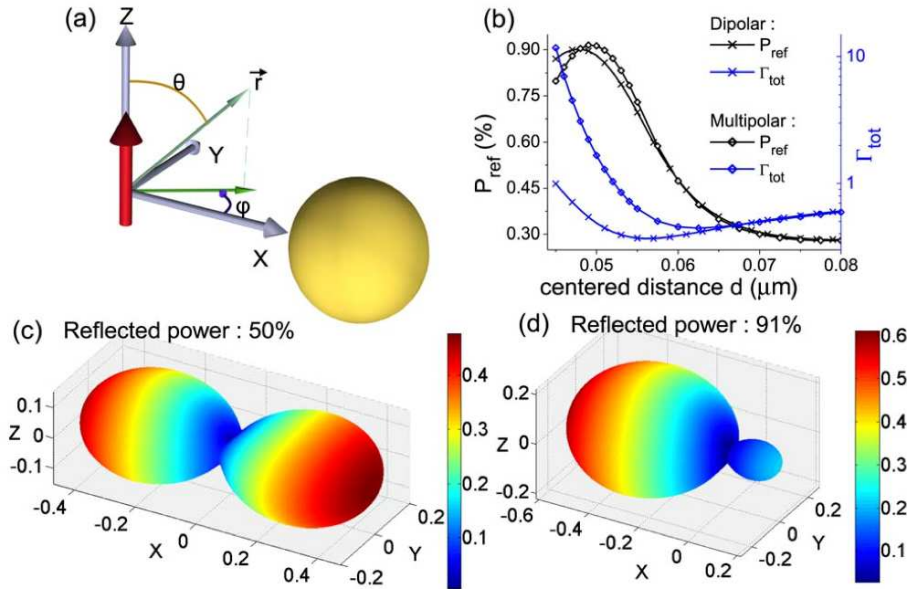 (a)
Z
θ
r
Y
φ
X
(b)
Dipolar :
P_ref
Γ_tot
Multipolar :
P_ref
Γ_tot
P_ref (%)
0.90
0.75
0.60
0.45
0.30
10
1
Γ_tot
0.05 0.06 0.07 0.08
centered distance d (μm)
(c) Reflected power : 50%
0.1
0
-0.1
Z
-0.4 -0.2 0 0.2 0.4
X
-0.2 0 0.2
Y
0.4
0.3
0.2
0.1
(d) Reflected power : 91%
0.2
0
-0.2
Z
-0.6 -0.4 -0.2 0 0.2
X
-0.2 0 0.2
Y
0.6
0.5
0.4
0.3
0.2
0.1